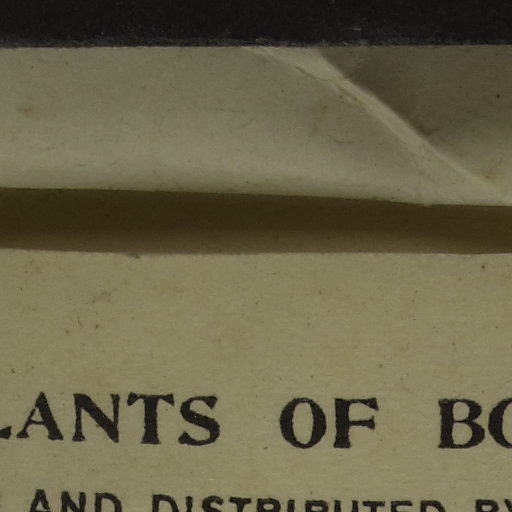 LANTS OF BO
AND DISTRIBUTED BY